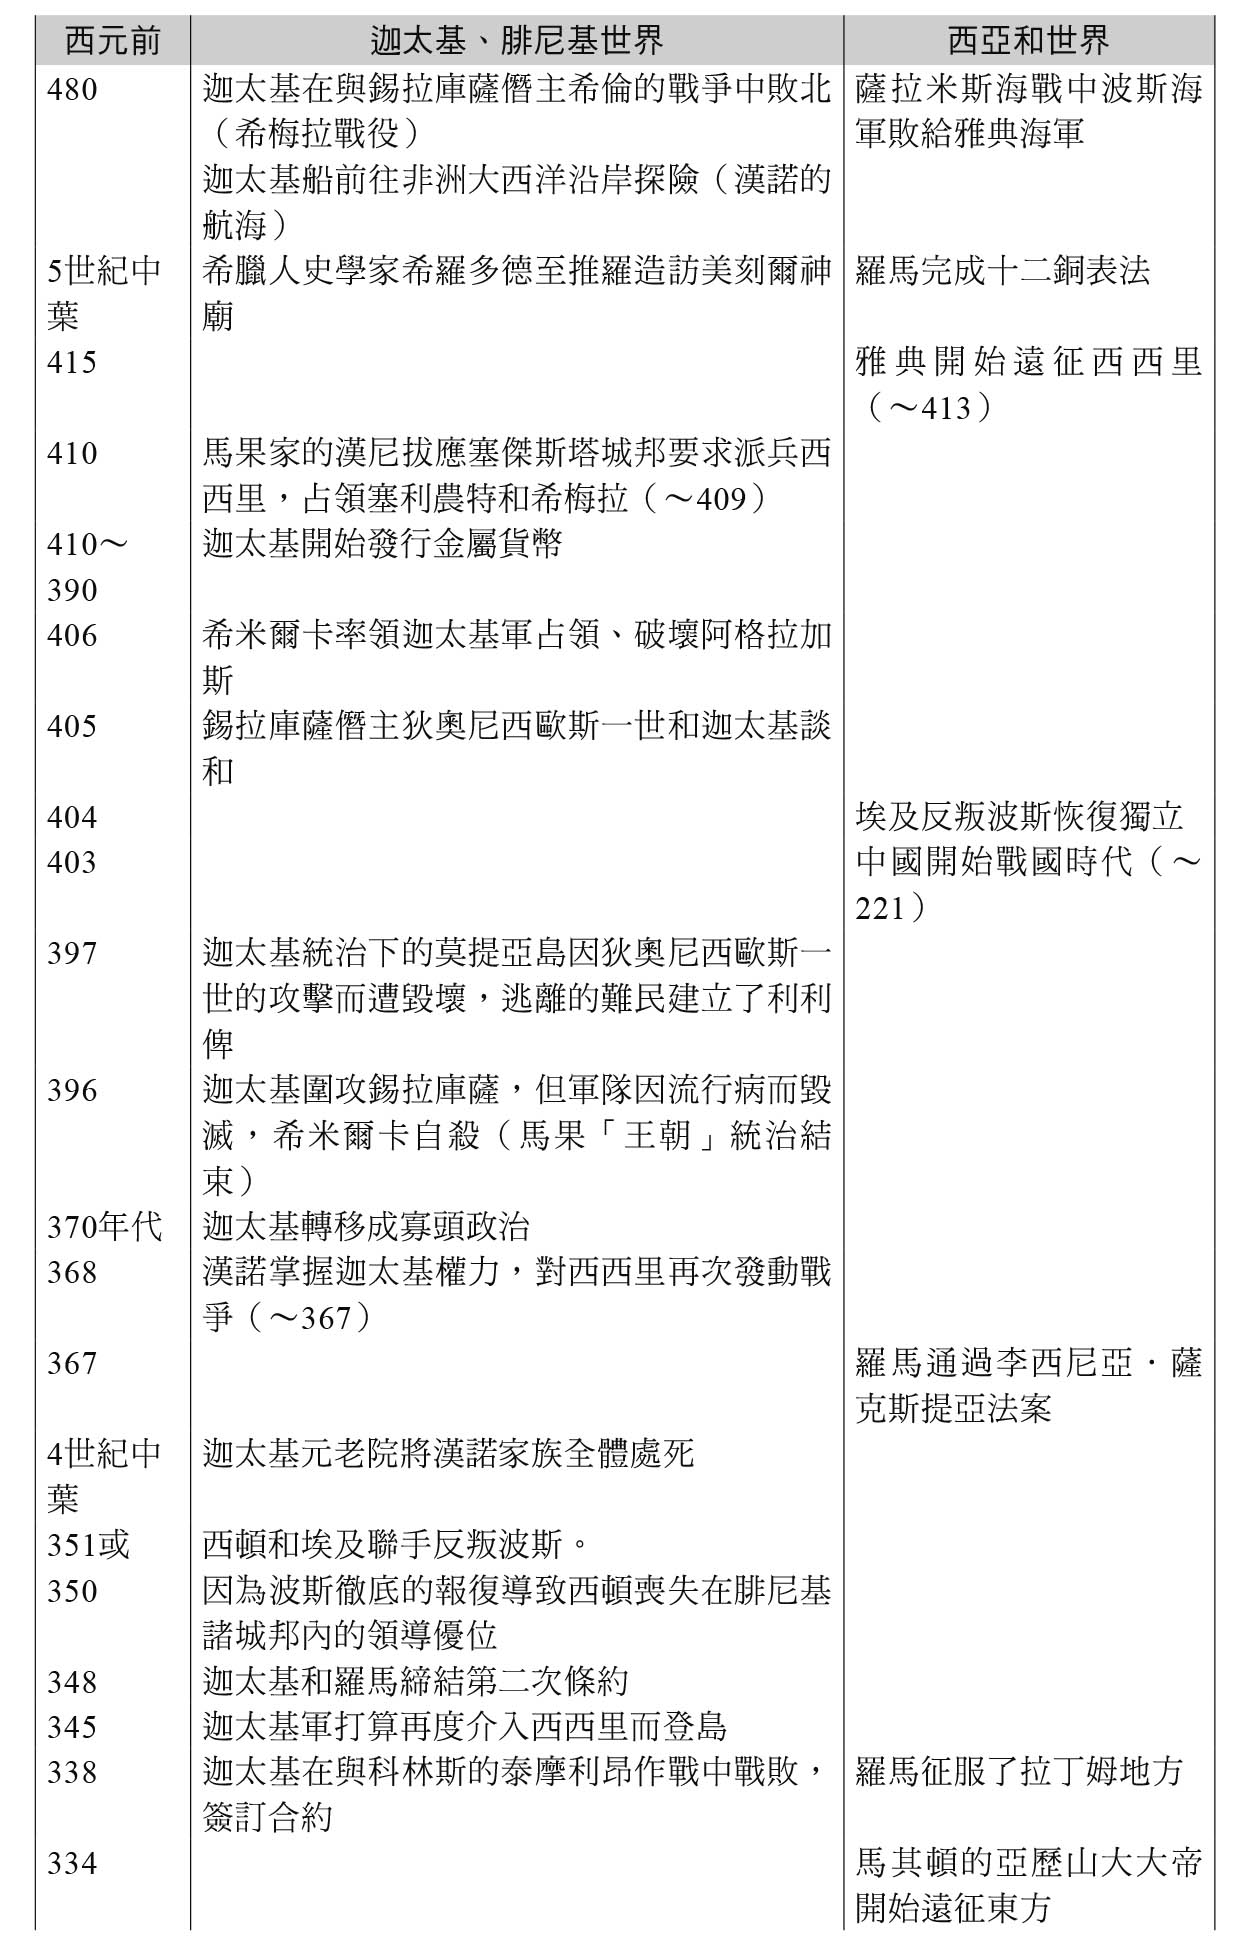 西元前 迦太基、腓尼基世界 西亞和世界
480 迦太基在與錫拉庫薩僭主希倫的戰爭中敗北 薩拉米斯海戰中波斯海
（希梅拉戰役） 軍敗給雅典海軍
迦太基船前往非洲大西洋沿岸探險（漢諾的
航海）
5世紀中 希臘人史學家希羅多德至推羅造訪美刻爾神 羅馬完成十二銅表法
葉 廟
415 雅典開始遠征西西里
（～413）
410 馬果家的漢尼拔應塞傑斯塔城邦要求派兵西
西里，占領塞利農特和希梅拉（～409）
410～ 迦太基開始發行金屬貨幣
390
406 希米爾卡率領迦太基軍占領、破壞阿格拉加
斯
405 錫拉庫薩僭主狄奧尼西歐斯一世和迦太基談
和
404 埃及反叛波斯恢復獨立
403 中國開始戰國時代（～
221）
397 迦太基統治下的莫提亞島因狄奧尼西歐斯一
世的攻擊而遭毀壞，逃離的難民建立了利利
俾
396 迦太基圍攻錫拉庫薩，但軍隊因流行病而毀
滅，希米爾卡自殺（馬果「王朝」統治結
束）
370年代 迦太基轉移成寡頭政治
368 漢諾掌握迦太基權力，對西西里再次發動戰
爭（～367）
367 羅馬通過李西尼亞．薩
克斯提亞法案
4世紀中 迦太基元老院將漢諾家族全體處死
葉
351或 西頓和埃及聯手反叛波斯。
350 因為波斯徹底的報復導致西頓喪失在腓尼基
諸城邦內的領導優位
348 迦太基和羅馬締結第二次條約
345 迦太基軍打算再度介入西西里而登島
338 迦太基在與科林斯的泰摩利昂作戰中戰敗， 羅馬征服了拉丁姆地方
簽訂合約
334 馬其頓的亞歷山大大帝
開始遠征東方